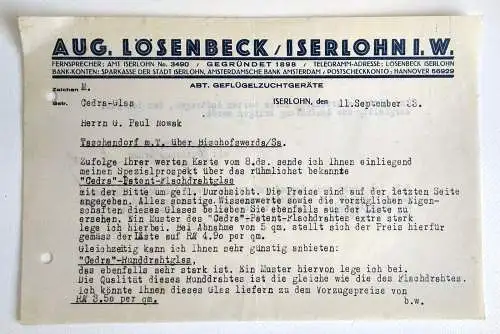 AUG. LÖSENBECK / ISERLOHN I. W.
FERNSPRECHER: AMT ISERLOHN No. 3490 / GEGRÜNDET 1898 / TELEGRAMM-ADRESSE: LÖSENBECK ISERLOHN
BANK-KONTEN: SPARKASSE DER STADT ISERLOHN, AMSTERDAMSCHE BANK AMSTERDAM / POSTSCHECKKONTO: HANNOVER 56929
Zeichen
ABT. GEFLÜGELZUCHTGERÄTE
Betr. Cedra-Glas ISERLOHN, den 11. September 33.
Herrn G. Paul Nowak
Taschendorf m.T. über Bischofswerda/Sa.
Zufolge Ihrer werten Karte vom 8.ds. sende ich Ihnen einliegend
meinen Spezialprospekt über das rühmlichst bekannte
"Cedra"-Patent-Flachdrahtglas
mit der Bitte um gefl. Durchsicht. Die Preise sind auf der letzten Seite
angegeben. Alles sonstige Wissenswerte sowie die vorzüglichen Eigen-
schaften dieses Glases belieben Sie ebenfalls aus der Liste zu
ersehen. Ein Muster des "Cedra"-Patent-Flachdrahtes extra stark
lege ich hierbei. Bei Abnahme von 5 qm. stellt sich der Preis hierfür
gemäss der Liste auf RM 4.90 per qm.
Gleichzeitig kann ich Ihnen sehr günstig anbieten:
"Cedra"-Runddrahtglas,
das ebenfalls sehr stark ist. Ein Muster hiervon lege ich bei.
Die Qualität dieses Runddrahtes ist die gleiche wie die des Flachdrahtes.
Ich könnte Ihnen dieses Glas liefern zu dem Vorzugspreise von
RM 3.50 per qm.
b.w.